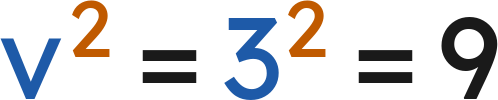 v² = 3² = 9